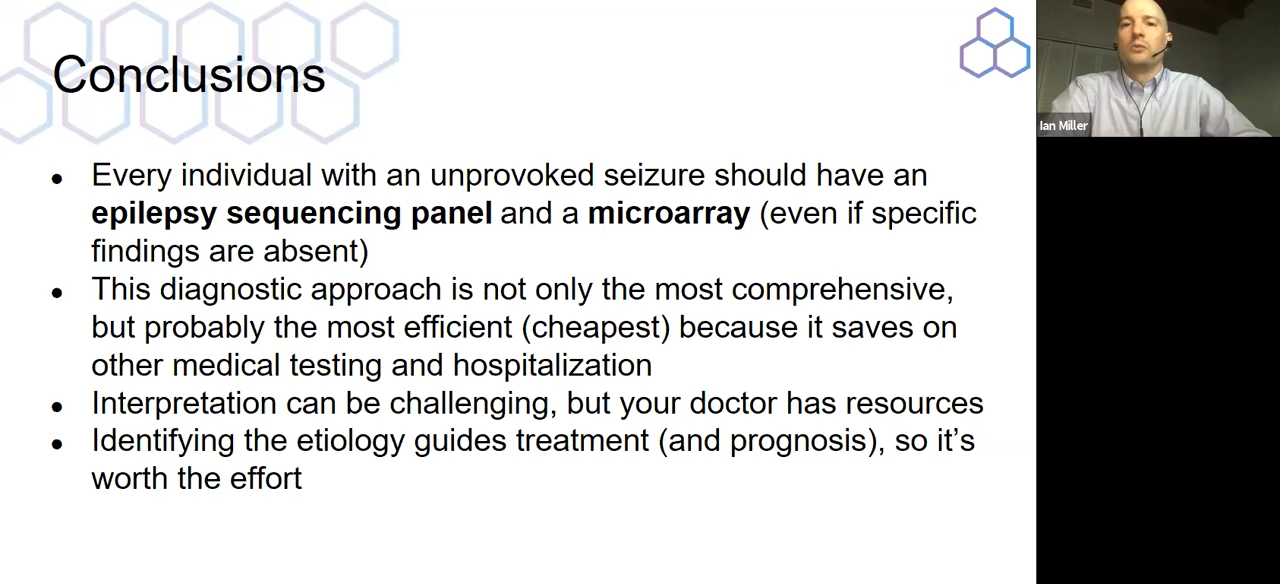 Conclusions
● Every individual with an unprovoked seizure should have an
epilepsy sequencing panel and a microarray (even if specific
findings are absent)
● This diagnostic approach is not only the most comprehensive,
but probably the most efficient (cheapest) because it saves on
other medical testing and hospitalization
● Interpretation can be challenging, but your doctor has resources
● Identifying the etiology guides treatment (and prognosis), so it’s
worth the effort
Ian Miller